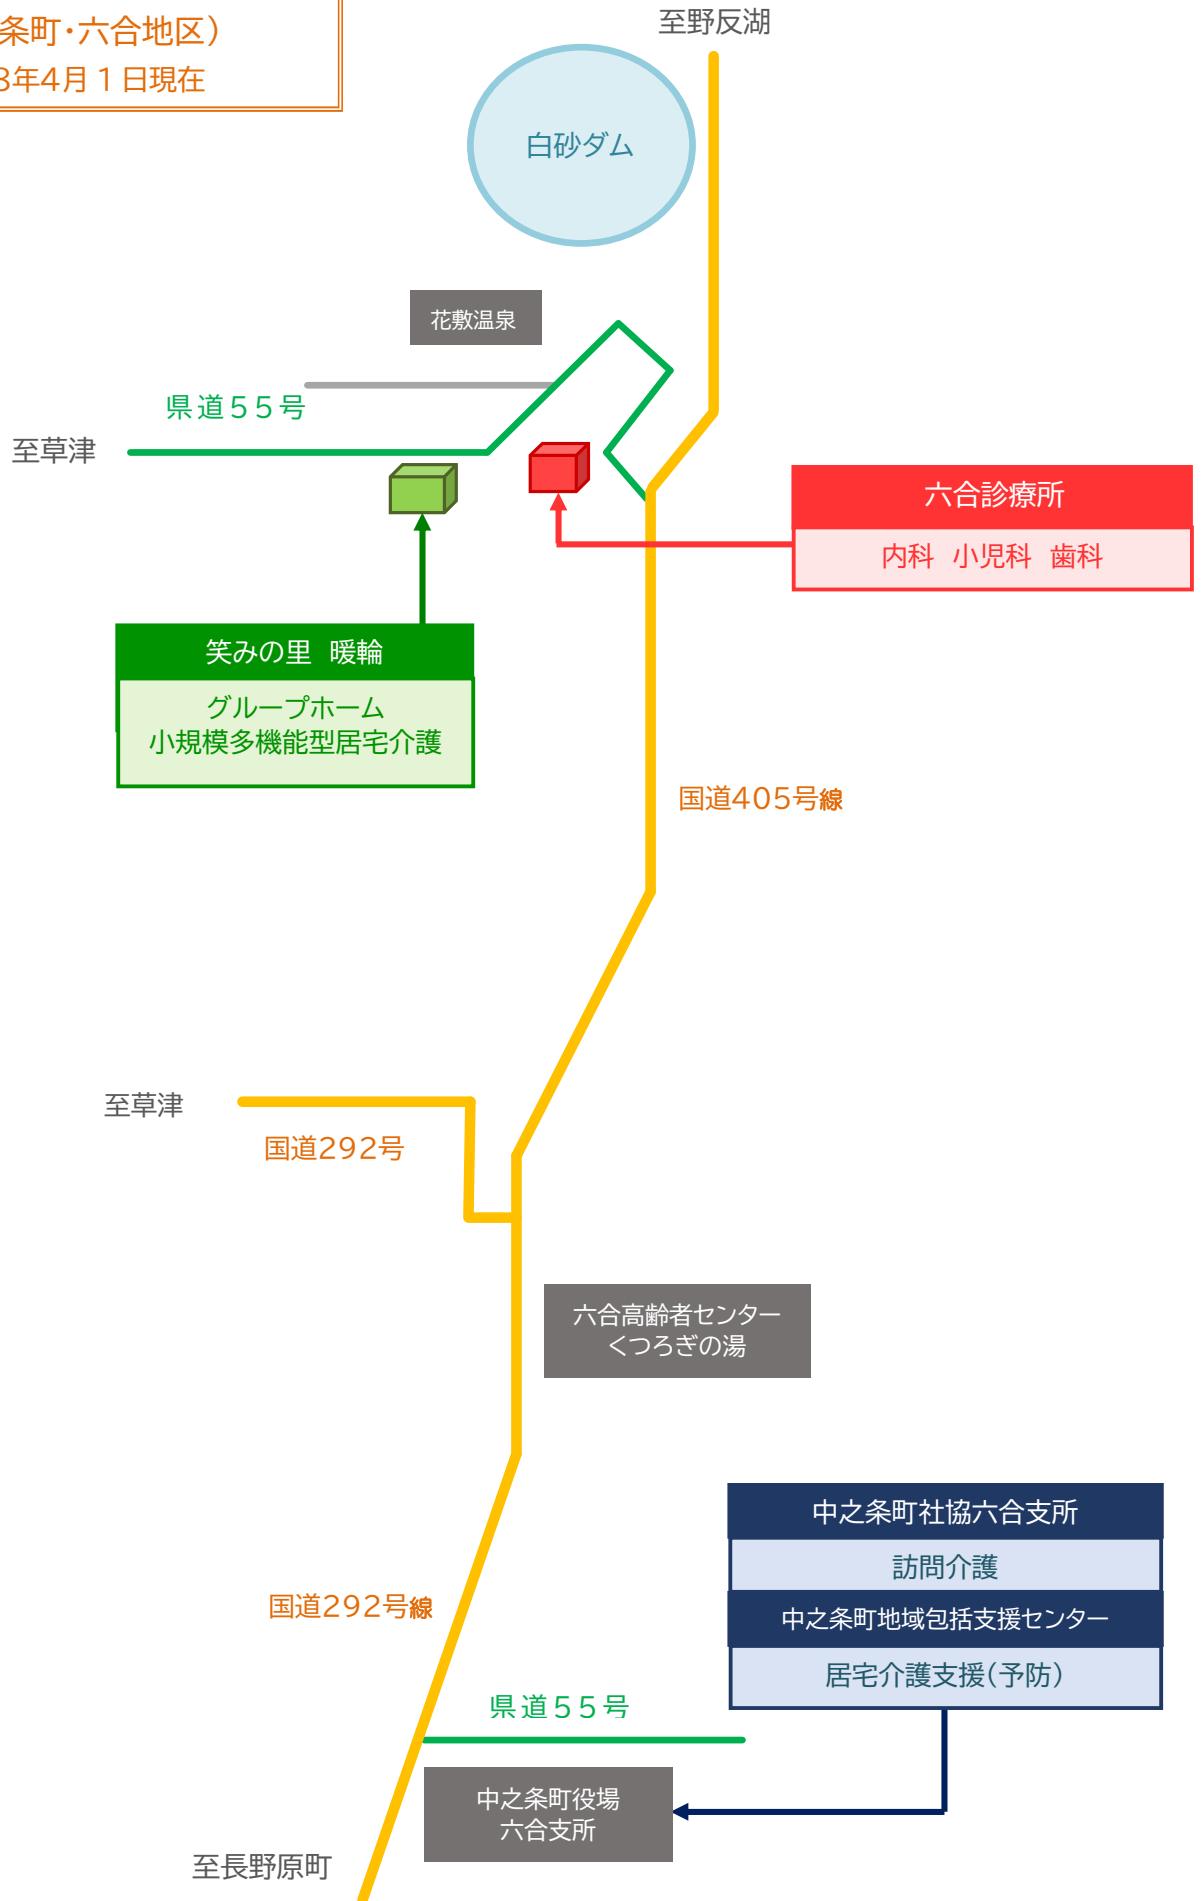 条町・六合地区）
8年4月１日現在
至野反湖
白砂ダム
花敷温泉
県道５５号
至草津
六合診療所
内科　小児科　歯科
笑みの里　暖輪
グループホーム
小規模多機能型居宅介護
国道405号線
至草津
国道292号
六合高齢者センター
くつろぎの湯
中之条町社協六合支所
訪問介護
中之条町地域包括支援センター
居宅介護支援（予防）
国道292号線
県道５５号
中之条町役場
六合支所
至長野原町